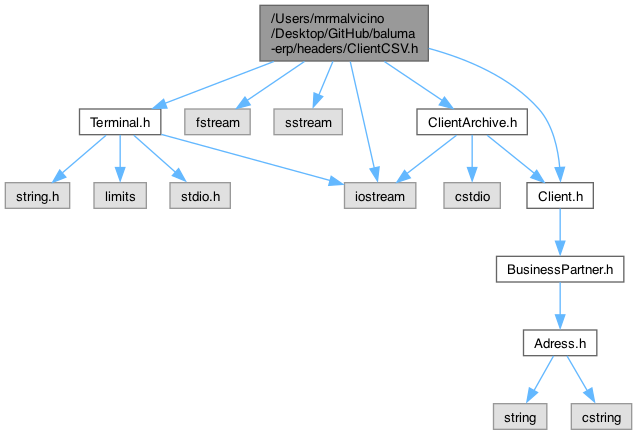 /Users/mrmalvicino
/Desktop/GitHub/baluma
-erp/headers/ClientCSV.h
Terminal.h
fstream
sstream
ClientArchive.h
string.h
limits
stdio.h
iostream
cstdio
Client.h
BusinessPartner.h
Adress.h
string
cstring